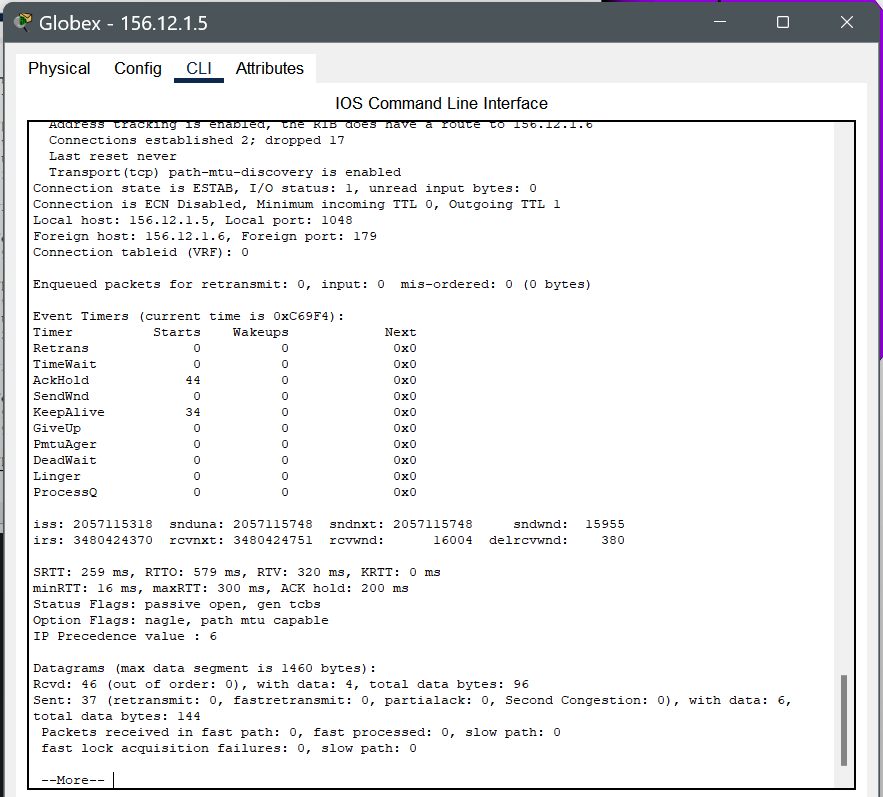 Globex - 156.12.1.5
Physical Config CLI Attributes
IOS Command Line Interface
Address tracking is enabled, the RIB does have a route to 156.12.1.6
Connections established 2; dropped 17
Last reset never
Transport(tcp) path-mtu-discovery is enabled
Connection state is ESTAB, I/O status: 1, unread input bytes: 0
Connection is ECN Disabled, Minimum incoming TTL 0, Outgoing TTL 1
Local host: 156.12.1.5, Local port: 1048
Foreign host: 156.12.1.6, Foreign port: 179
Connection tableid (VRF): 0
Enqueued packets for retransmit: 0, input: 0  mis-ordered: 0 (0 bytes)
Event Timers (current time is 0xC69F4):
Timer Starts Wakeups Next
Retrans 0 0 0x0
TimeWait 0 0 0x0
AckHold 44 0 0x0
SendWnd 0 0 0x0
KeepAlive 34 0 0x0
GiveUp 0 0 0x0
PmtuAger 0 0 0x0
DeadWait 0 0 0x0
Linger 0 0 0x0
ProcessQ 0 0 0x0
iss: 2057115318  snduna: 2057115748  sndnxt: 2057115748 sndwnd: 15955
irs: 3480424370  rcvnxt: 3480424751  rcvwnd: 16004  delrcvwnd: 380
SRTT: 259 ms, RTTO: 579 ms, RTV: 320 ms, KRTT: 0 ms
minRTT: 16 ms, maxRTT: 300 ms, ACK hold: 200 ms
Status Flags: passive open, gen tcbs
Option Flags: nagle, path mtu capable
IP Precedence value : 6
Datagrams (max data segment is 1460 bytes):
Rcvd: 46 (out of order: 0), with data: 4, total data bytes: 96
Sent: 37 (retransmit: 0, fastretransmit: 0, partialack: 0, Second Congestion: 0), with data: 6,
total data bytes: 144
Packets received in fast path: 0, fast processed: 0, slow path: 0
fast lock acquisition failures: 0, slow path: 0
--More--